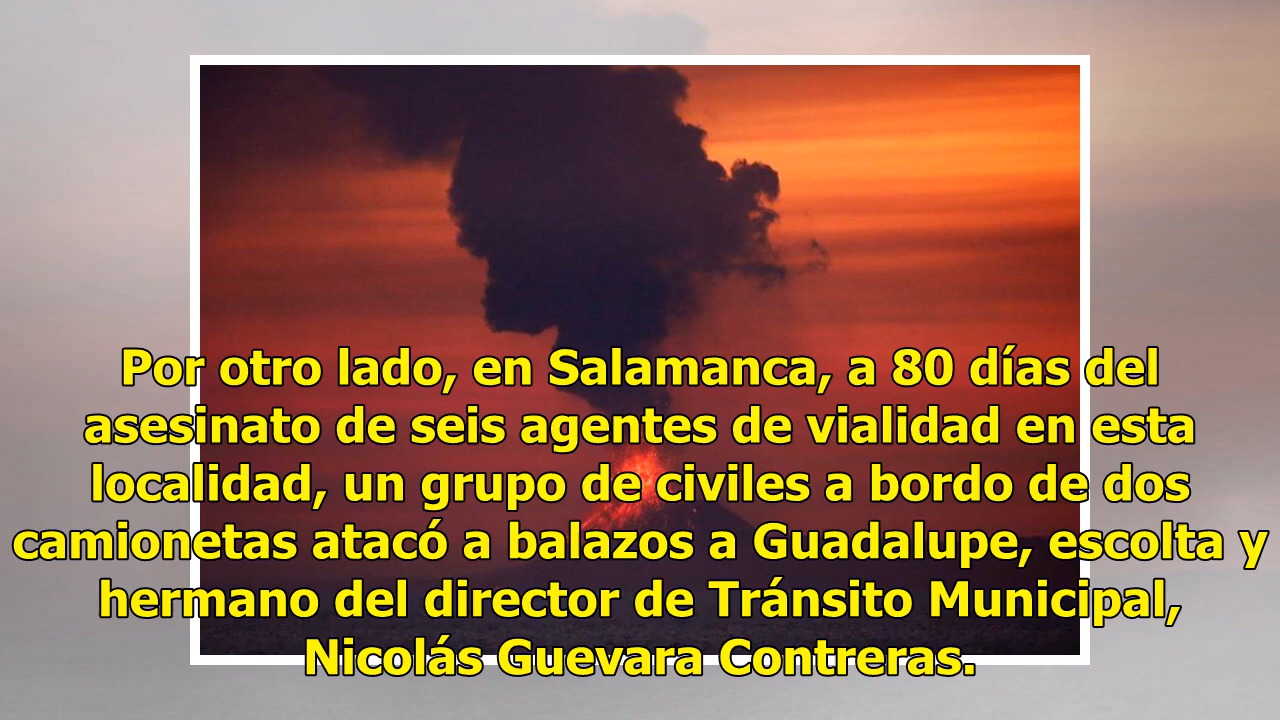 Por otro lado, en Salamanca, a 80 días del
asesinato de seis agentes de vialidad en esta
localidad, un grupo de civiles a bordo de dos
camionetas atacó a balazos a Guadalupe, escolta y
hermano del director de Tránsito Municipal,
Nicolás Guevara Contreras.